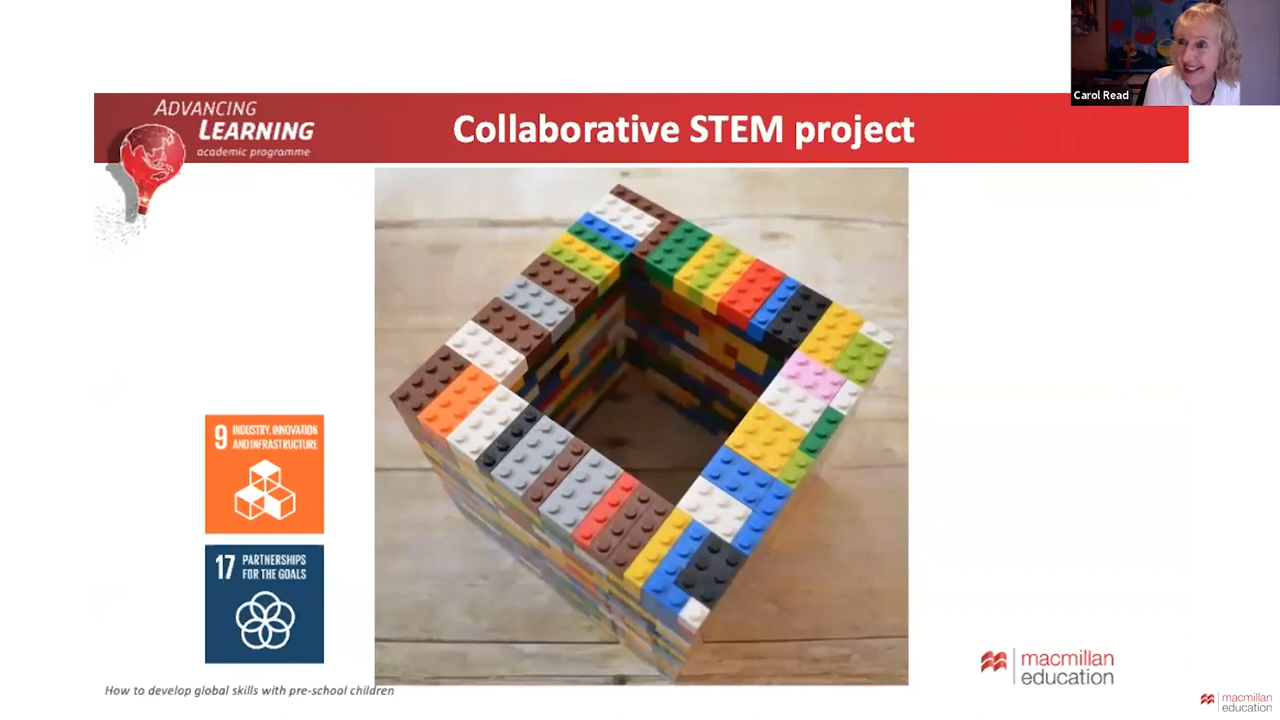 Carol Read
ADVANCING
LEARNING
academic programme
Collaborative STEM project
9 INDUSTRY, INNOVATION
AND INFRASTRUCTURE
17 PARTNERSHIPS
FOR THE GOALS
How to develop global skills with pre-school children
macmillan
education
macmillan
education